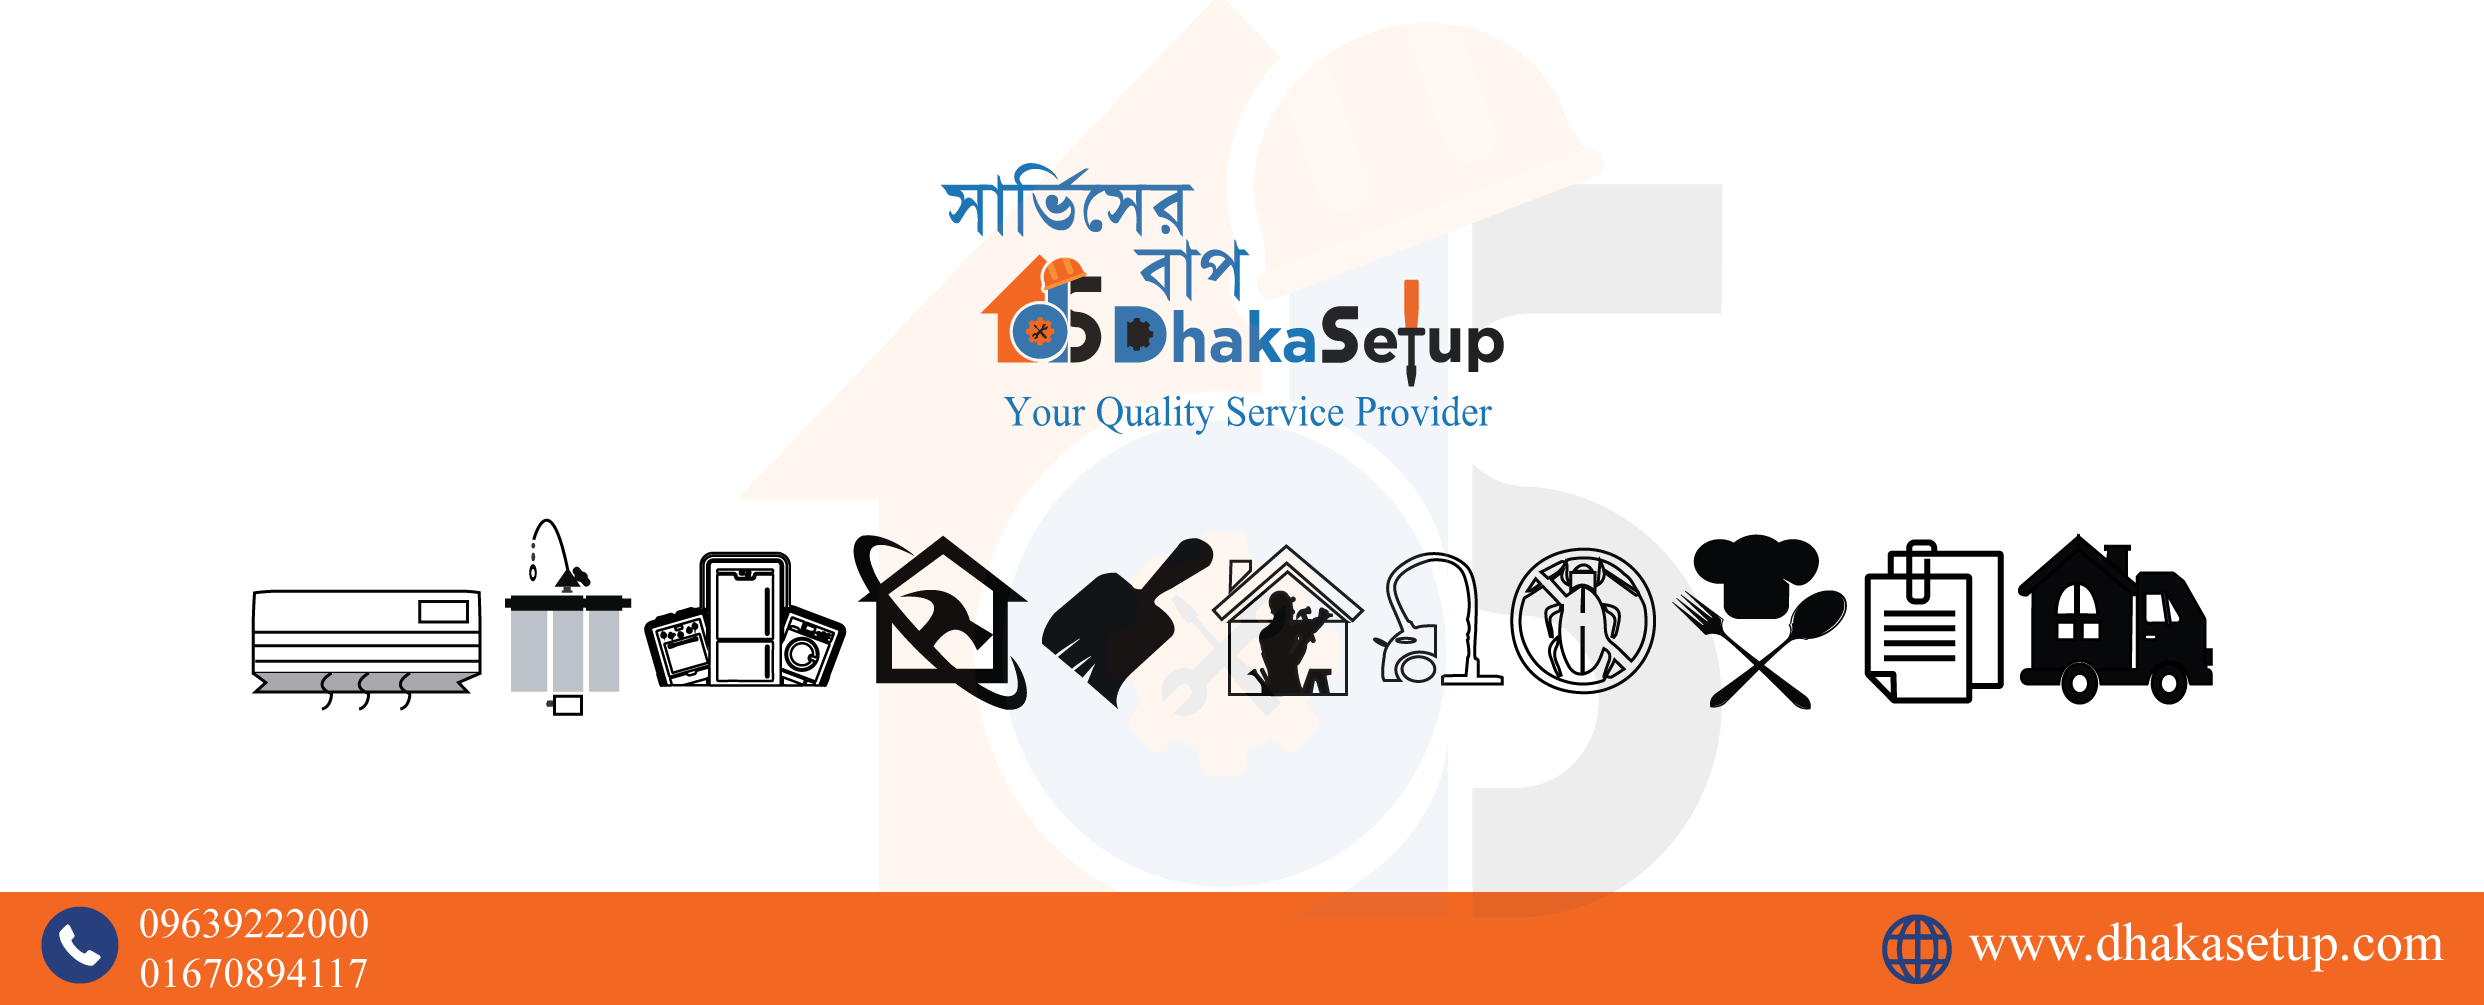 সার্ভিসের
বাপ
DhakaSetup
Your Quality Service Provider
09639222000
01670894117
www.dhakasetup.com